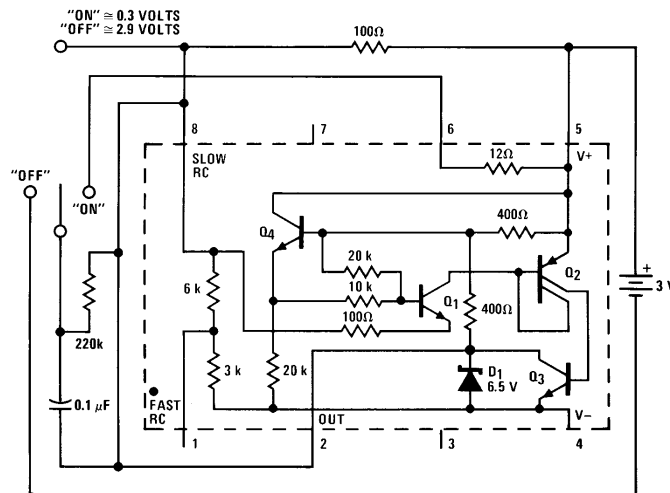 "ON" ≅ 0.3 VOLTS
"OFF" ≅ 2.9 VOLTS
100Ω
8
7
6
5
SLOW
RC
12Ω
V+
"OFF"
"ON"
Q4
400Ω
20 k
Q2
10 k
Q1
+
3 V
6 k
100Ω
400Ω
220k
3 k
20 k
D1
6.5 V
Q3
0.1 μF
FAST
RC
OUT
V−
1
2
3
4